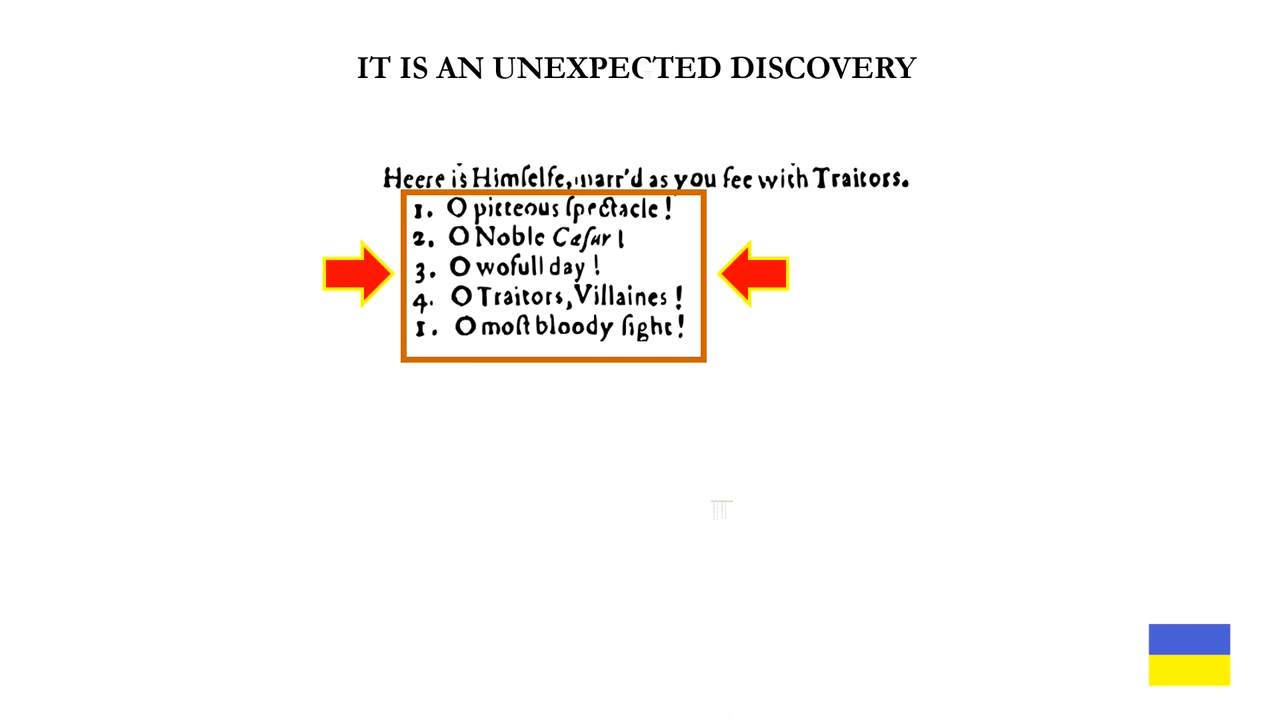 IT IS AN UNEXPECTED DISCOVERY
Heere is Himſelfe, marr'd as you ſee with Traitors.
1. O pitteous ſpectacle!
2. O Noble Cæſar!
3. O wofull day!
4. O Traitors, Villaines!
1. O moſt bloody ſight!